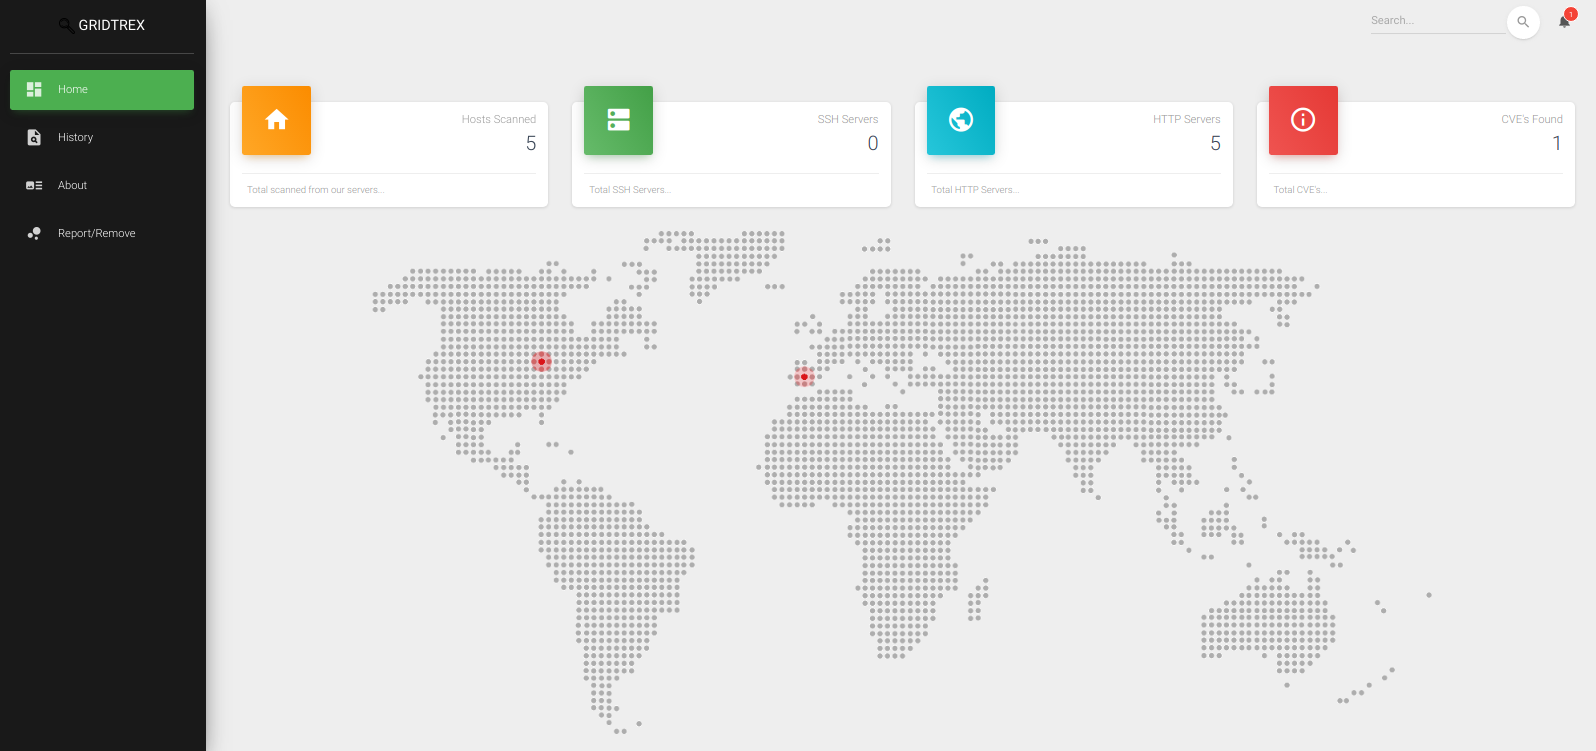 GRIDTREX
Home
History
About
Report/Remove
Search...
1
Hosts Scanned
5
Total scanned from our servers...
SSH Servers
0
Total SSH Servers...
HTTP Servers
5
Total HTTP Servers...
CVE's Found
1
Total CVE's...